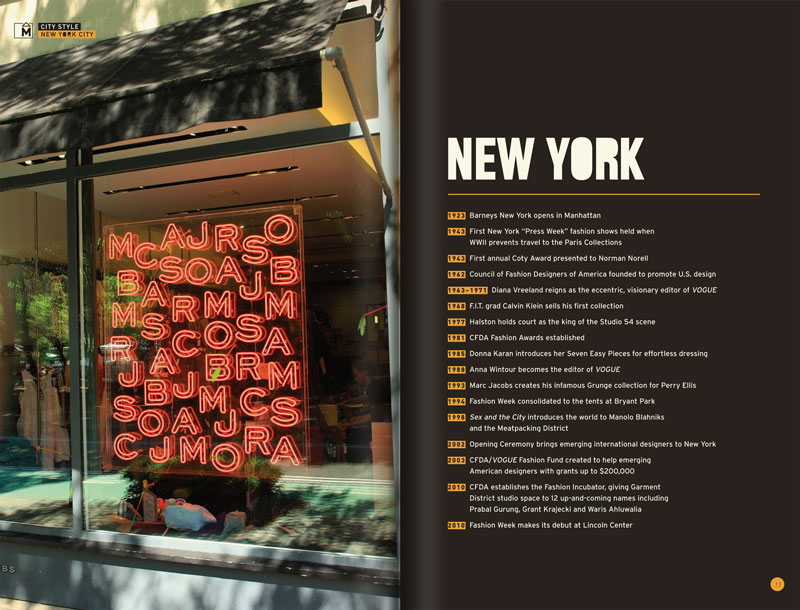 M
CITY STYLE
NEW YORK CITY
MCAJRSO
BASOAJB
MSRMSM
RACOSA
JBJBRM
SOAMJCS
CJMORA
BS
NEW YORK
1923 Barneys New York opens in Manhattan
1943 First New York “Press Week” fashion shows held when
WWII prevents travel to the Paris Collections
1943 First annual Coty Award presented to Norman Norell
1962 Council of Fashion Designers of America founded to promote U.S. design
1963–1971 Diana Vreeland reigns as the eccentric, visionary editor of VOGUE
1968 F.I.T. grad Calvin Klein sells his first collection
1977 Halston holds court as the king of the Studio 54 scene
1981 CFDA Fashion Awards established
1985 Donna Karan introduces her Seven Easy Pieces for effortless dressing
1988 Anna Wintour becomes the editor of VOGUE
1993 Marc Jacobs creates his infamous Grunge collection for Perry Ellis
1994 Fashion Week consolidated to the tents at Bryant Park
1998 Sex and the City introduces the world to Manolo Blahniks
and the Meatpacking District
2002 Opening Ceremony brings emerging international designers to New York
2003 CFDA/VOGUE Fashion Fund created to help emerging
American designers with grants up to $200,000
2010 CFDA establishes the Fashion Incubator, giving Garment
District studio space to 12 up-and-coming names including
Prabal Gurung, Grant Krajecki and Waris Ahluwalia
2010 Fashion Week makes its debut at Lincoln Center
11